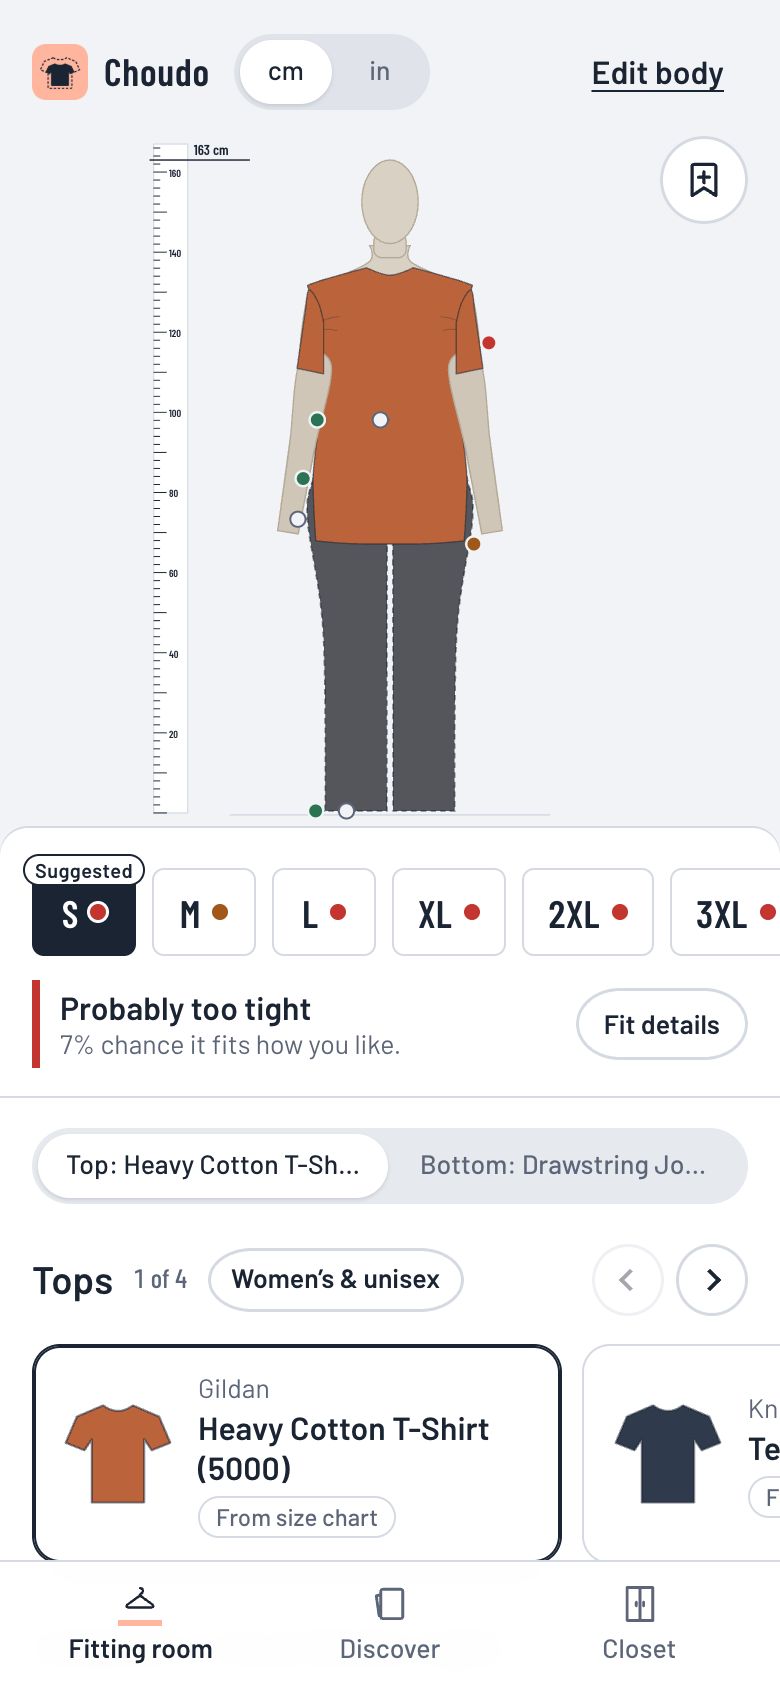 Choudo
cm
in
Edit body
163 cm
160
140
120
100
80
60
40
20
Suggested
S
M
L
XL
2XL
3XL
Probably too tight
7% chance it fits how you like.
Fit details
Top: Heavy Cotton T-Sh...
Bottom: Drawstring Jo...
Tops
1 of 4
Women’s & unisex
Gildan
Heavy Cotton T-Shirt
(5000)
From size chart
Kn
Te
F
Fitting room
Discover
Closet